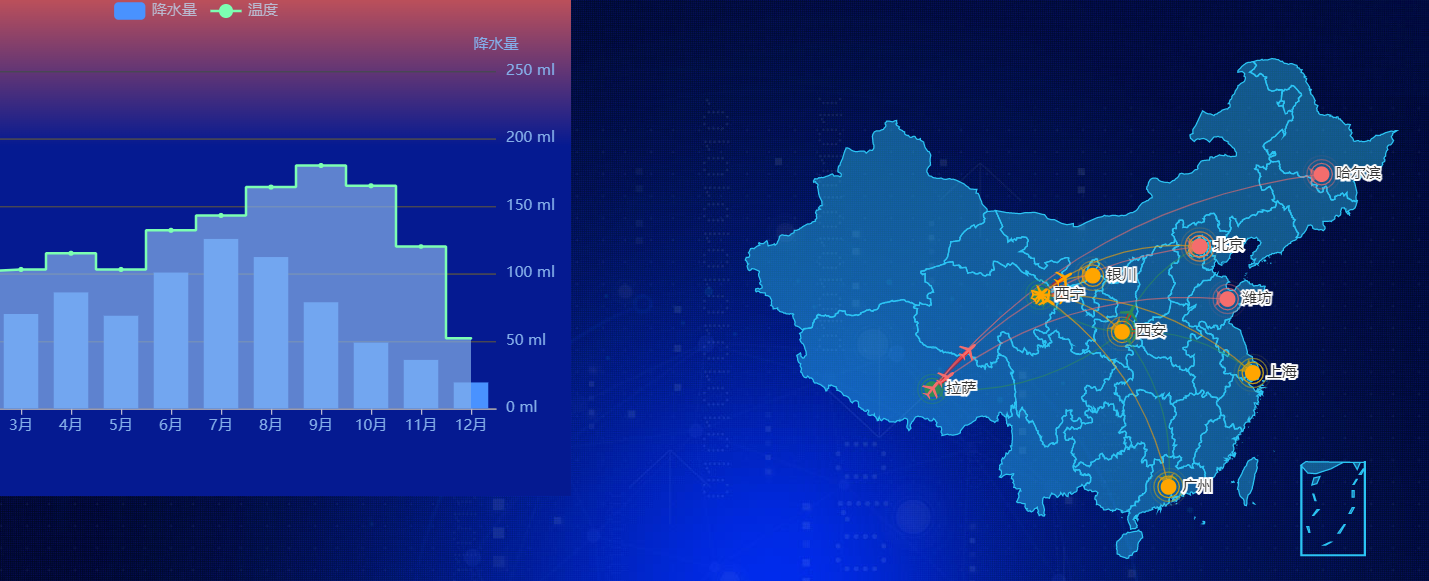 降水量 温度
降水量
250 ml
200 ml
150 ml
100 ml
50 ml
0 ml
3月 4月 5月 6月 7月 8月 9月 10月 11月 12月
哈尔滨
北京
银川
西宁
潍坊
西安
上海
拉萨
广州